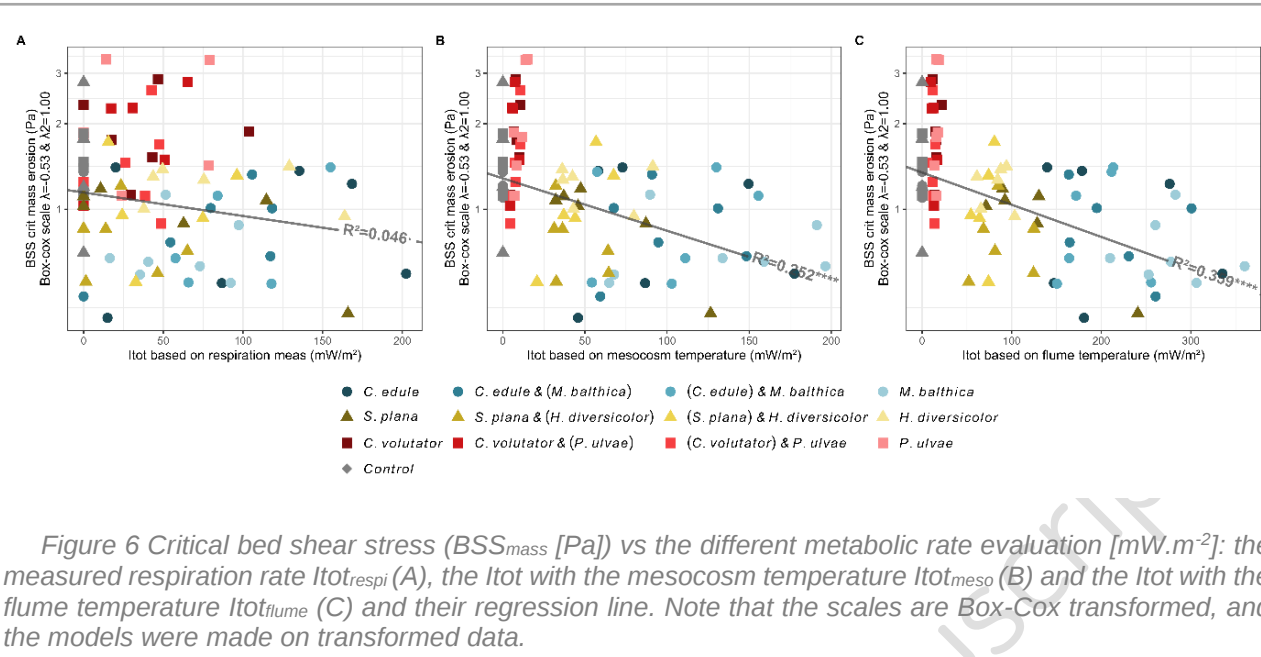 A
B
C
BSS crit mass erosion (Pa)
Box-cox scale λ=-0.53 & λ2=1.00
3
2
1
R²=0.046
0
50
100
150
200
Itot based on respiration meas (mW/m²)
BSS crit mass erosion (Pa)
Box-cox scale λ=-0.53 & λ2=1.00
3
2
1
R²=0.352****
0
50
100
150
200
Itot based on mesocosm temperature (mW/m²)
BSS crit mass erosion (Pa)
Box-cox scale λ=-0.53 & λ2=1.00
3
2
1
R²=0.359****
0
100
200
300
Itot based on flume temperature (mW/m²)
C. edule C. edule & (M. balthica) (C. edule) & M. balthica M. balthica
S. plana S. plana & (H. diversicolor) (S. plana) & H. diversicolor H. diversicolor
C. volutator C. volutator & (P. ulvae) (C. volutator) & P. ulvae P. ulvae
Control
Figure 6 Critical bed shear stress (BSSmass [Pa]) vs the different metabolic rate evaluation [mW.m-2]: the
measured respiration rate Itotrespi (A), the Itot with the mesocosm temperature Itotmeso (B) and the Itot with the
flume temperature Itotflume (C) and their regression line. Note that the scales are Box-Cox transformed, and
the models were made on transformed data.